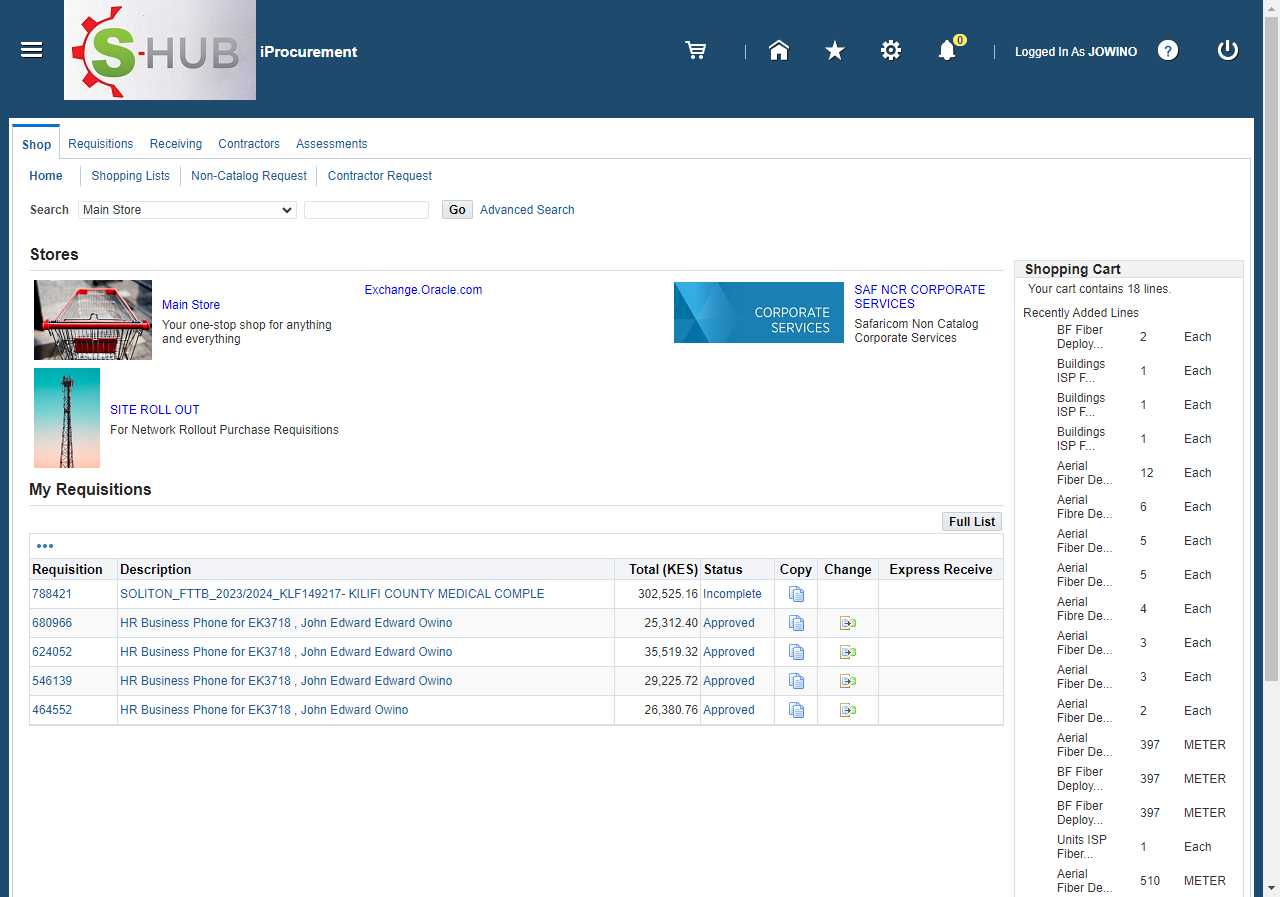 S-HUB
iProcurement
0
Logged In As JOWINO
?
Shop Requisitions Receiving Contractors Assessments
Home Shopping Lists Non-Catalog Request Contractor Request
Search Main Store Go Advanced Search
Stores
Main Store
Your one-stop shop for anything
and everything
Exchange.Oracle.com
CORPORATE
SERVICES
SAF NCR CORPORATE
SERVICES
Safaricom Non Catalog
Corporate Services
SITE ROLL OUT
For Network Rollout Purchase Requisitions
My Requisitions
Full List
Requisition Description Total (KES) Status Copy Change Express Receive
788421 SOLITON_FTTB_2023/2024_KLF149217- KILIFI COUNTY MEDICAL COMPLE 302,525.16 Incomplete
680966 HR Business Phone for EK3718 , John Edward Edward Owino 25,312.40 Approved
624052 HR Business Phone for EK3718 , John Edward Edward Owino 35,519.32 Approved
546139 HR Business Phone for EK3718 , John Edward Edward Owino 29,225.72 Approved
464552 HR Business Phone for EK3718 , John Edward Owino 26,380.76 Approved
Shopping Cart
Your cart contains 18 lines.
Recently Added Lines
BF Fiber
Deploy... 2 Each
Buildings
ISP F... 1 Each
Buildings
ISP F... 1 Each
Buildings
ISP F... 1 Each
Aerial
Fiber De... 12 Each
Aerial
Fibre De... 6 Each
Aerial
Fiber De... 5 Each
Aerial
Fiber De... 5 Each
Aerial
Fibre De... 4 Each
Aerial
Fiber De... 3 Each
Aerial
Fiber De... 3 Each
Aerial
Fiber De... 2 Each
Aerial
Fiber De... 397 METER
BF Fiber
Deploy... 397 METER
BF Fiber
Deploy... 397 METER
Units ISP
Fiber... 1 Each
Aerial
Fiber De... 510 METER